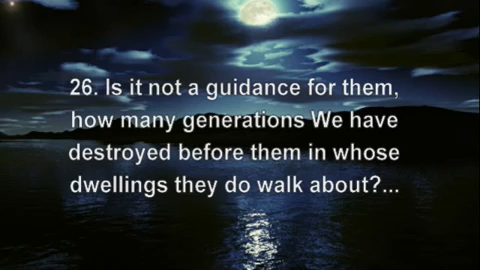 26. Is it not a guidance for them,
how many generations We have
destroyed before them in whose
dwellings they do walk about?...